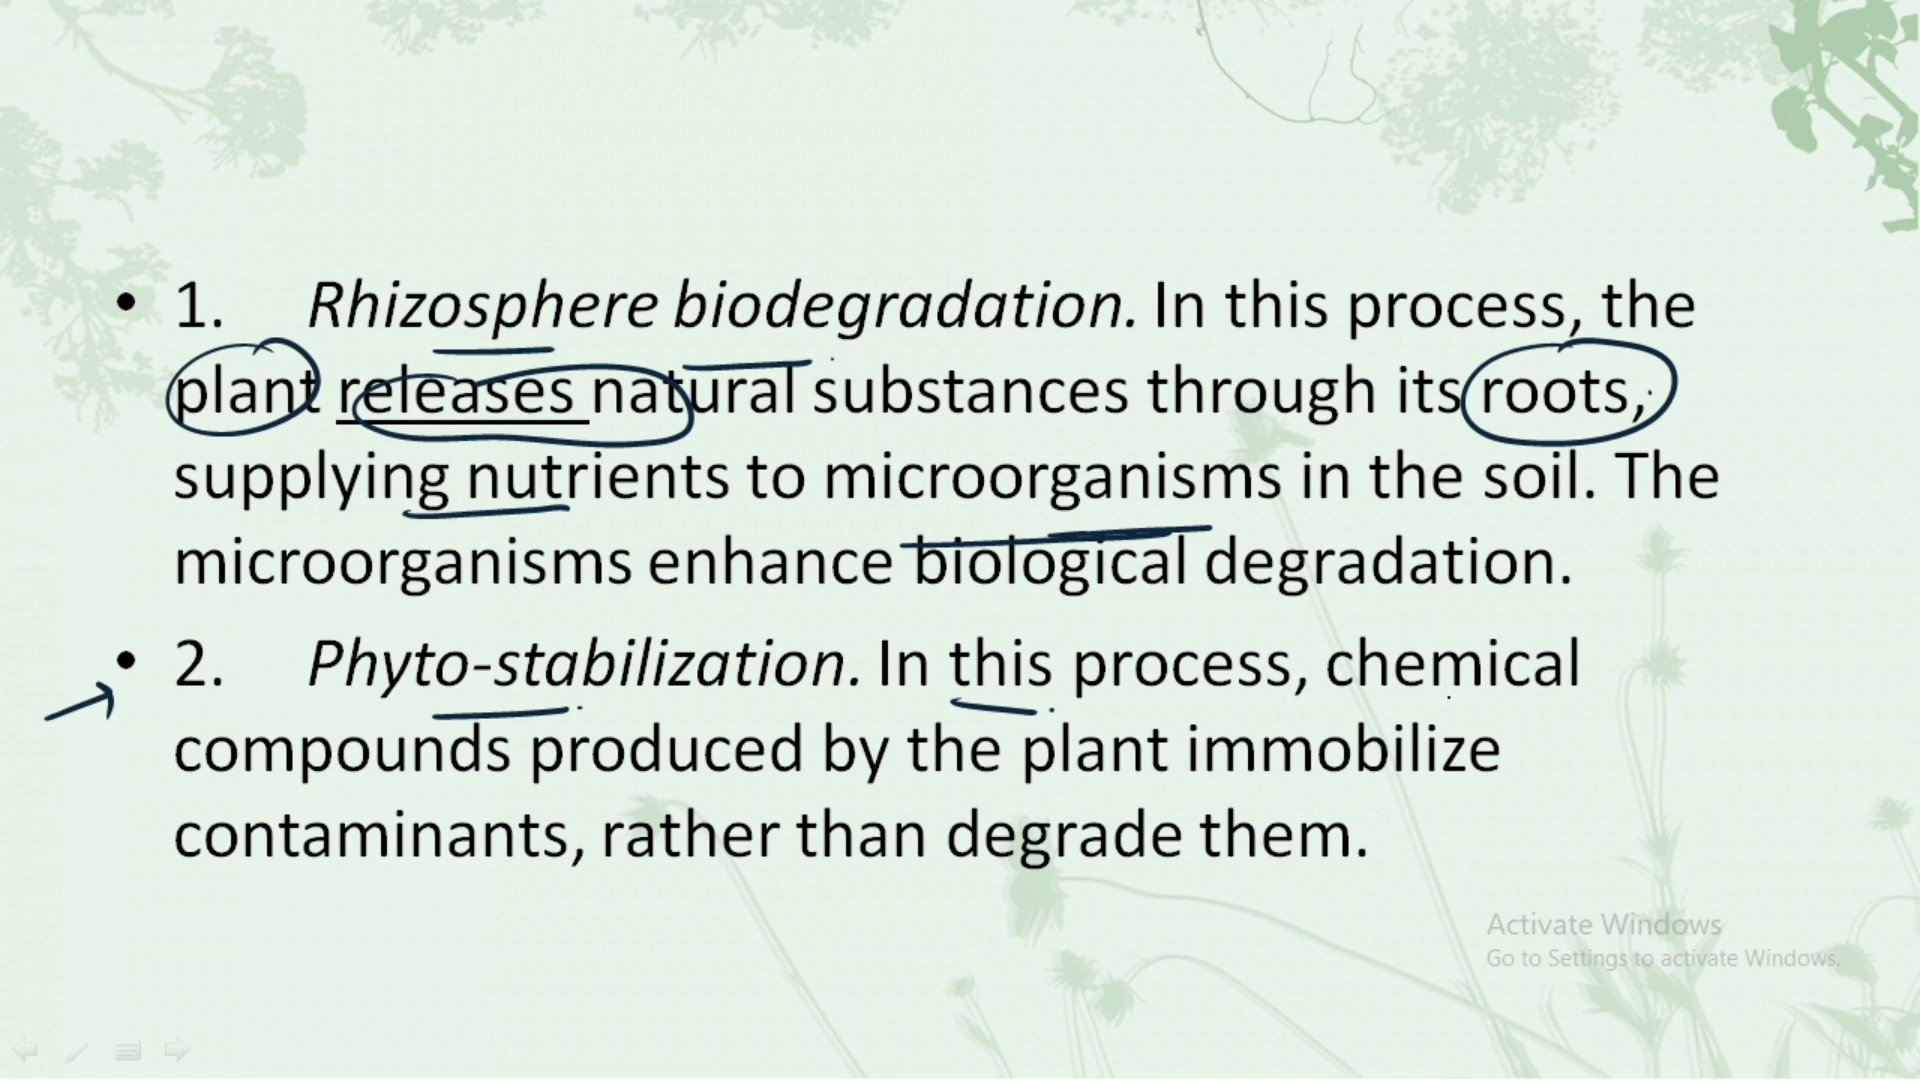 • 1. Rhizosphere biodegradation. In this process, the
plant releases natural substances through its roots,
supplying nutrients to microorganisms in the soil. The
microorganisms enhance biological degradation.
• 2. Phyto-stabilization. In this process, chemical
compounds produced by the plant immobilize
contaminants, rather than degrade them.
Activate Windows
Go to Settings to activate Windows.